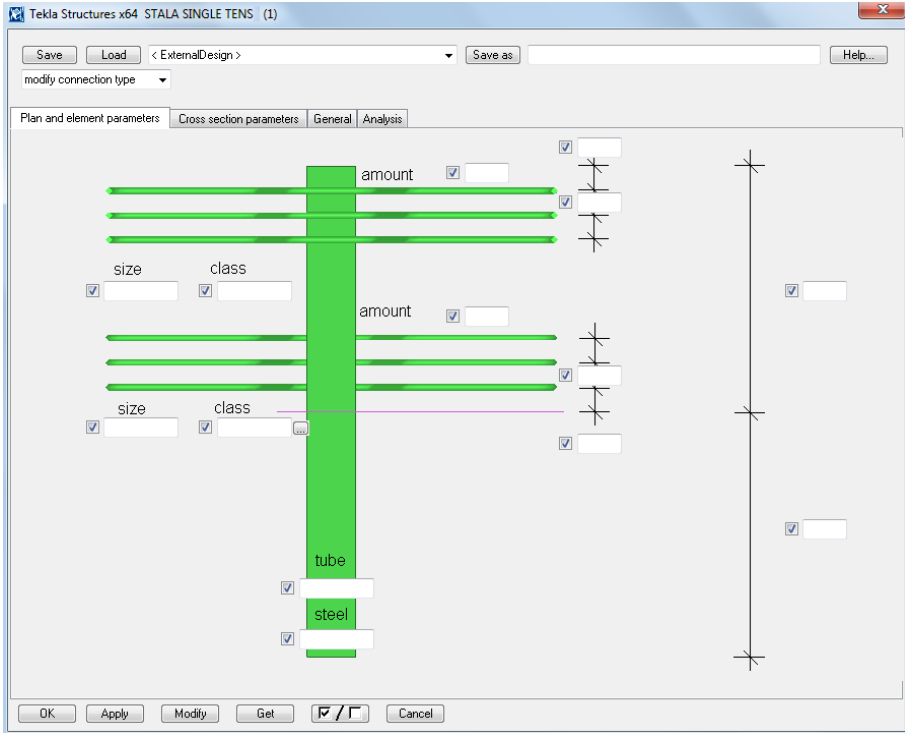 Tekla Structures x64 STALA SINGLE TENS (1)
Save Load < ExternalDesign > Save as Help...
modify connection type
Plan and element parameters Cross section parameters General Analysis
amount
size class
amount
size class
...
tube
steel
OK Apply Modify Get / Cancel